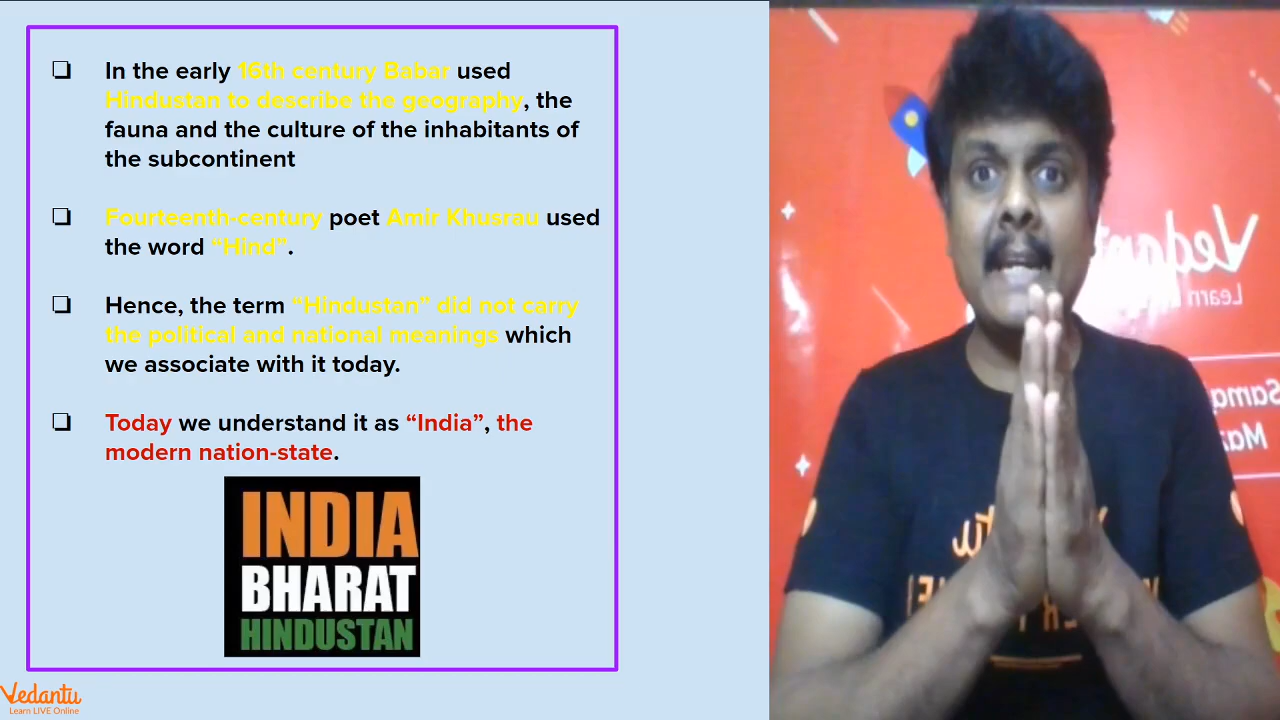 In the early 16th century Babar used
Hindustan to describe the geography, the
fauna and the culture of the inhabitants of
the subcontinent
Fourteenth-century poet Amir Khusrau used
the word “Hind”.
Hence, the term “Hindustan” did not carry
the political and national meanings which
we associate with it today.
Today we understand it as “India”, the
modern nation-state.
INDIA
BHARAT
HINDUSTAN
Vedantu
Learn LIVE Online